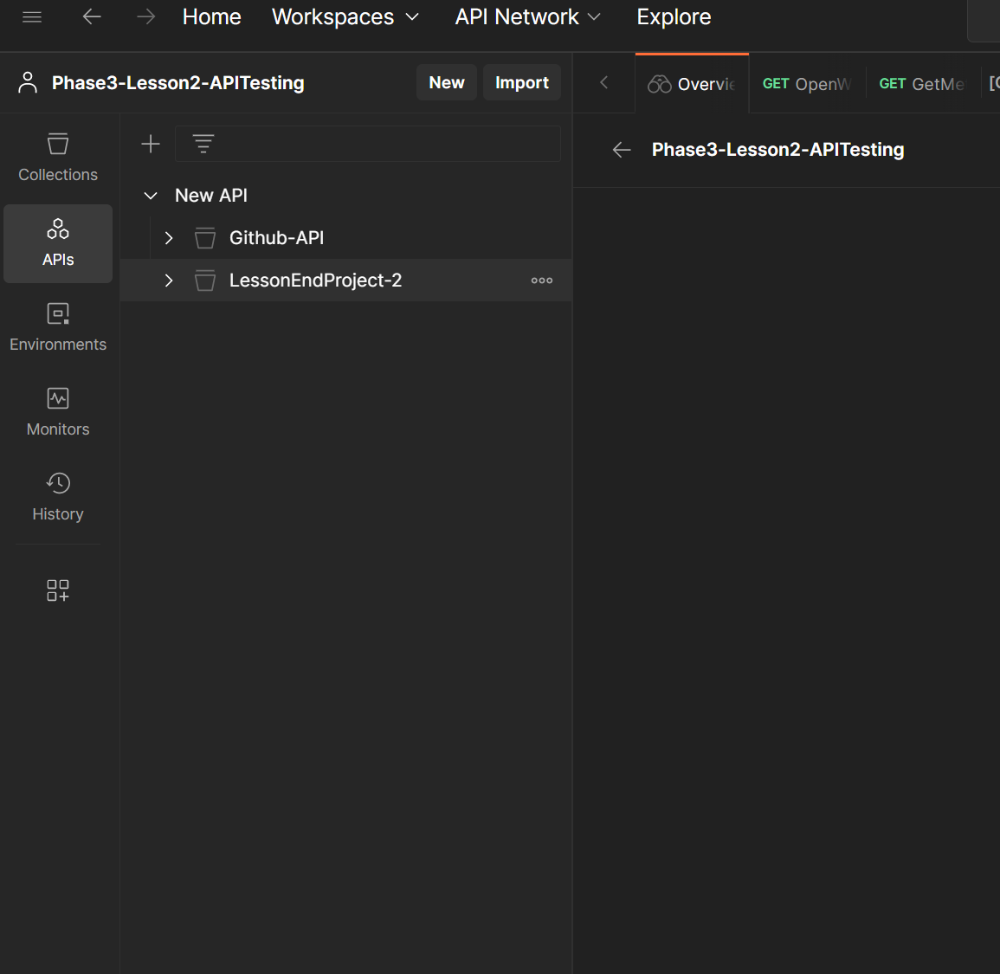 Home Workspaces API Network Explore
Phase3-Lesson2-APITesting New Import
Overvie GET OpenW GET GetMe
Phase3-Lesson2-APITesting
Collections
APIs
Environments
Monitors
History
New API
Github-API
LessonEndProject-2